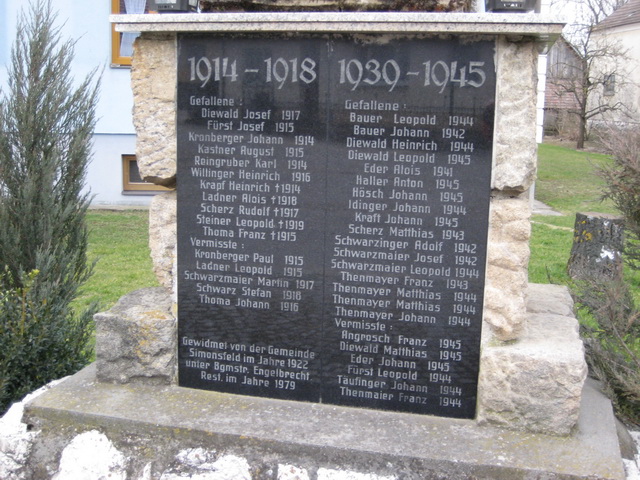 1914 - 1918
Gefallene :
Diewald Josef 1917
Fürst Josef 1915
Kronberger Johann 1914
Kastner August 1915
Reingruber Karl 1914
Willinger Heinrich 1916
Krapf Heinrich †1914
Ladner Alois †1918
Scherz Rudolf †1917
Steiner Leopold †1919
Thoma Franz †1915
Vermisste :
Kronberger Paul 1915
Ladner Leopold 1915
Schwarzmaier Martin 1917
Schwarz Stefan 1918
Thoma Johann 1916
Gewidmet von der Gemeinde
Simonsfeld im Jahre 1922
unter Bgmstr. Engelbrecht
Rest. im Jahre 1979
1939 - 1945
Gefallene :
Bauer Leopold 1944
Bauer Johann 1942
Diewald Heinrich 1944
Diewald Leopold 1945
Eder Alois 1941
Haller Anton 1945
Hösch Johann 1945
Idinger Johann 1944
Kraft Johann 1945
Scherz Matthias 1943
Schwarzinger Adolf 1942
Schwarzmaier Josef 1942
Schwarzmaier Leopold 1944
Thenmayer Franz 1943
Thenmayer Matthias 1944
Thenmayer Matthias 1944
Thenmayer Johann 1944
Vermisste :
Angrosch Franz 1945
Diewald Matthias 1945
Eder Johann 1945
Fürst Leopold 1944
Täufinger Johann 1944
Thenmaier Franz 1944